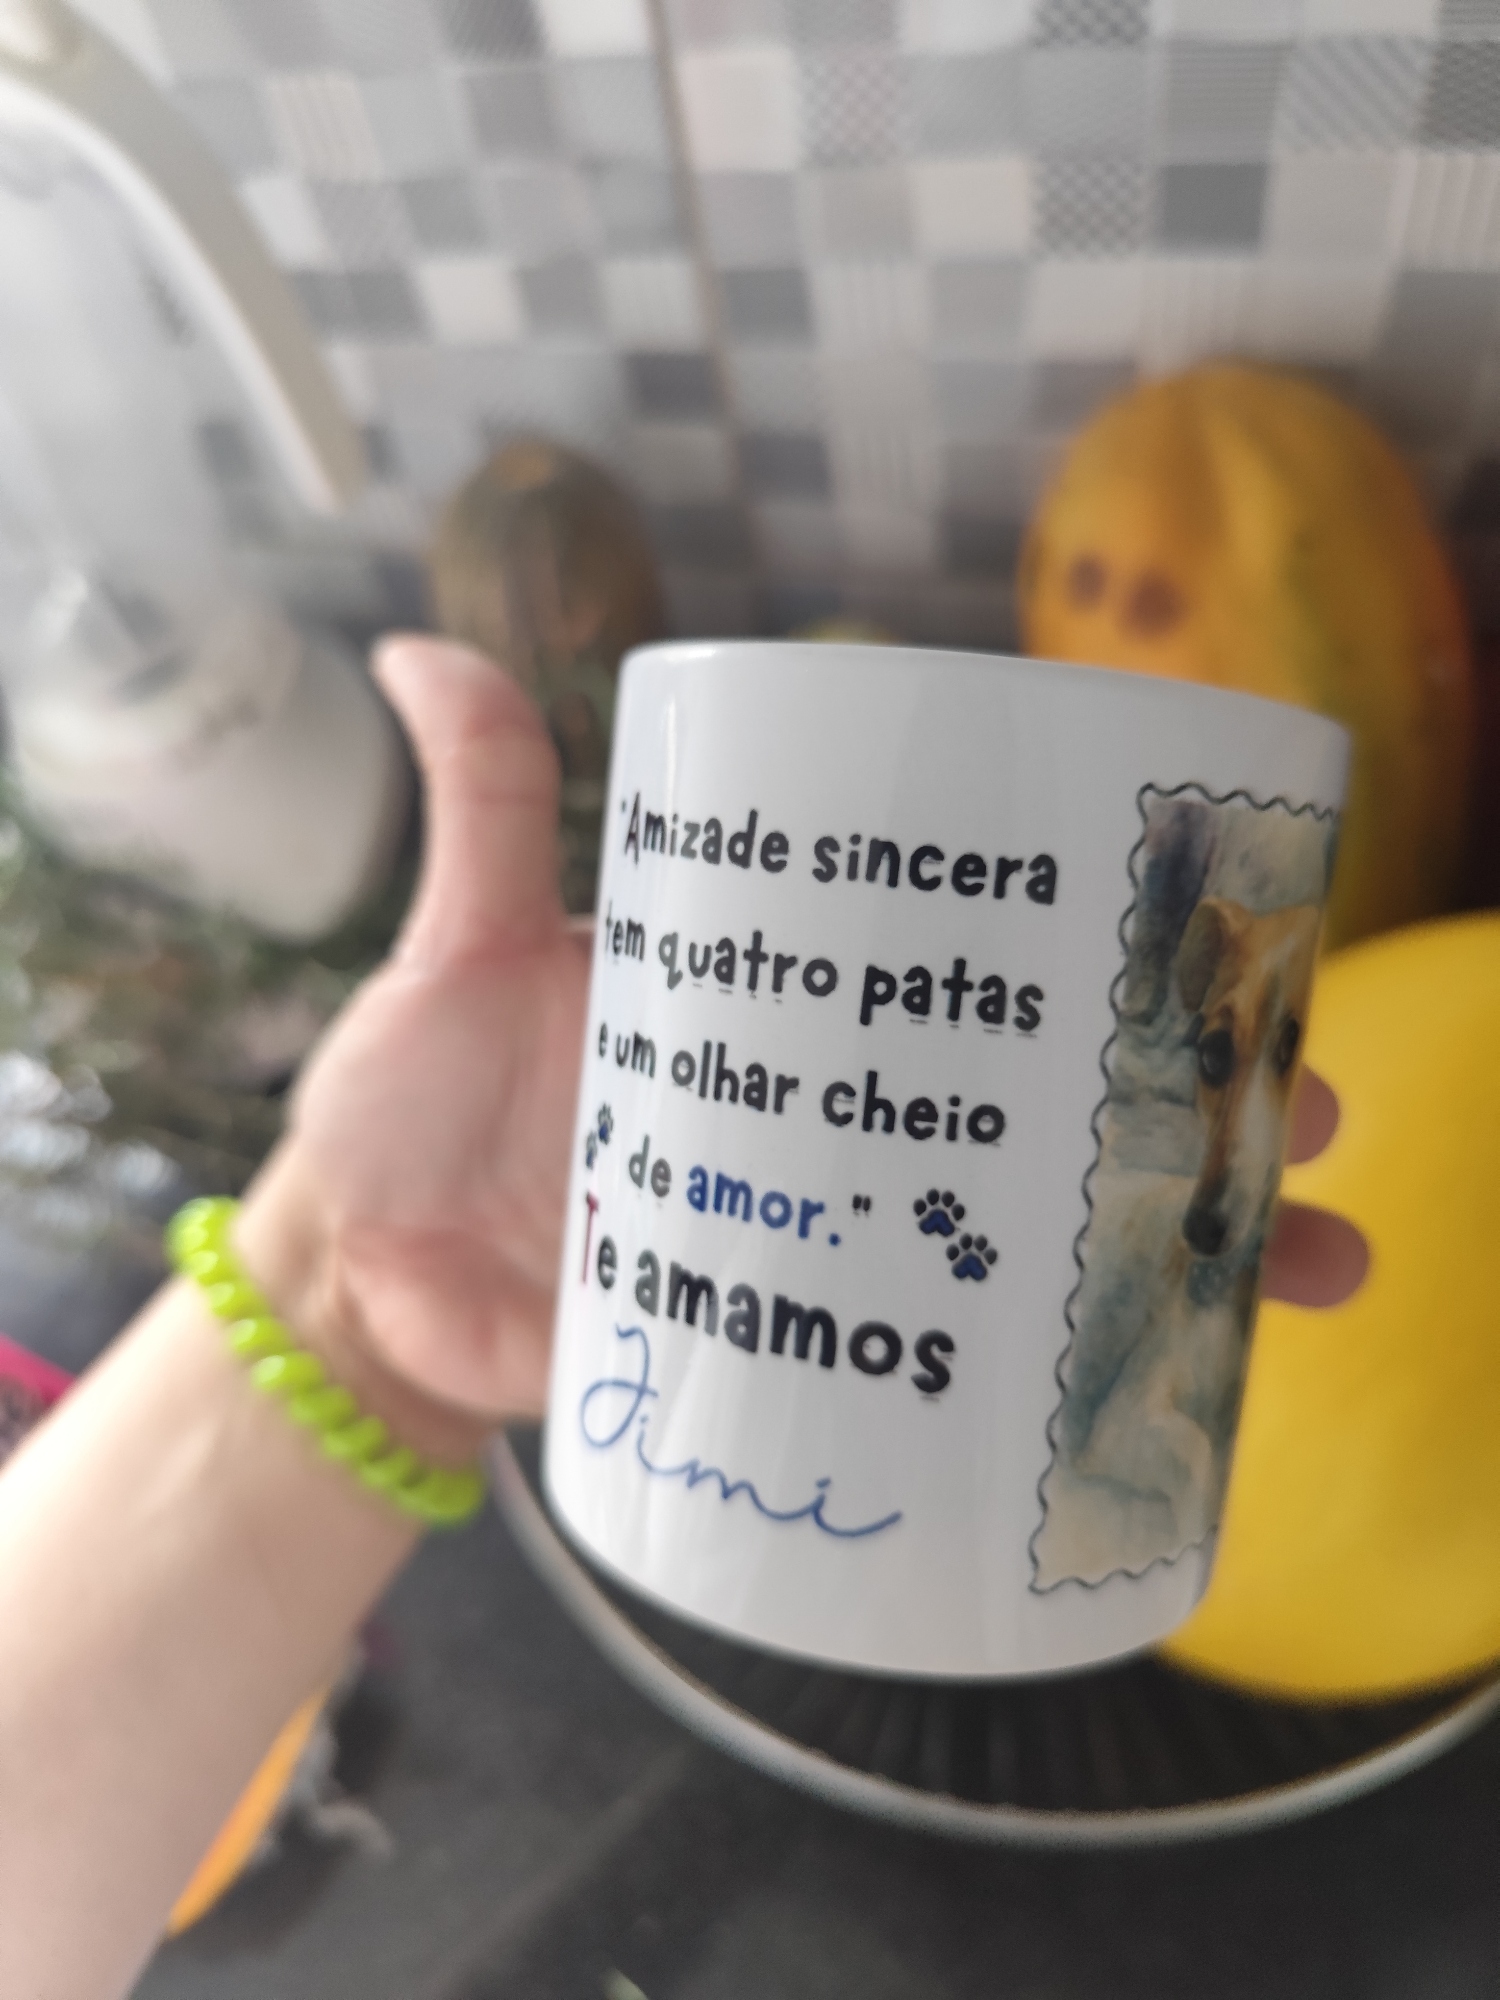 "Amizade sincera
tem quatro patas
e um olhar cheio
de amor."
Te amamos
Jimi